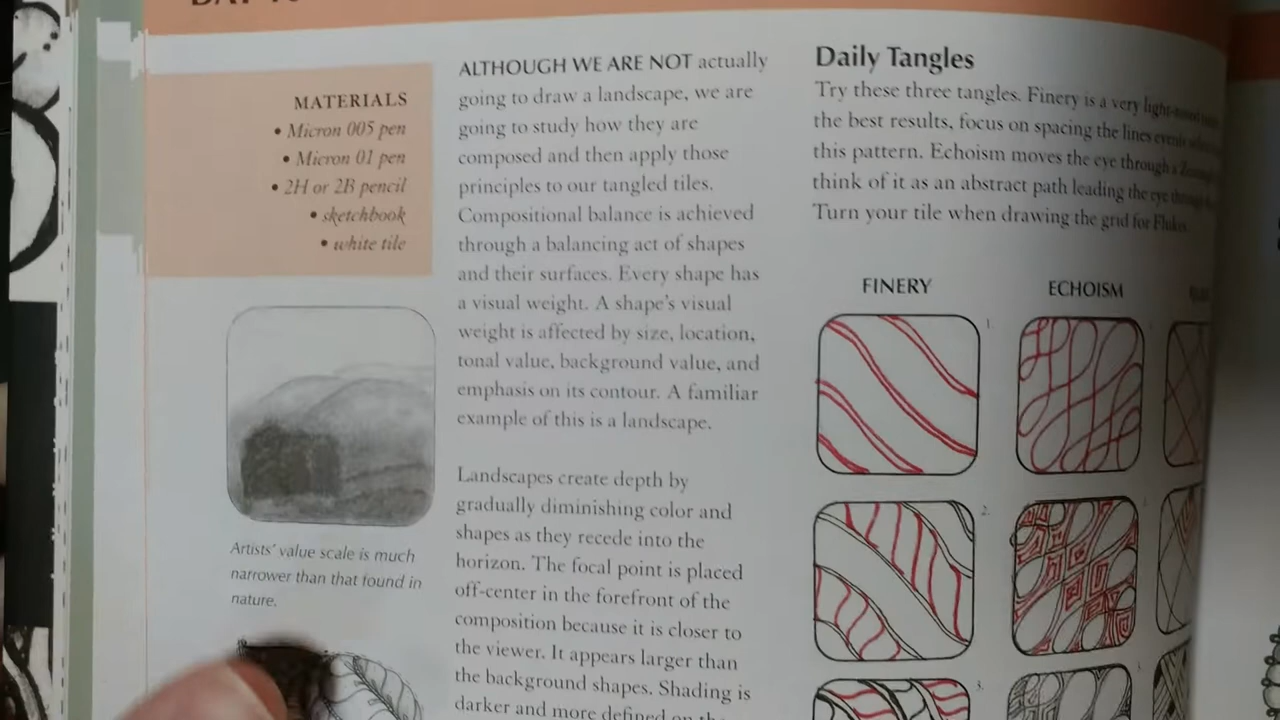 MATERIALS
• Micron 005 pen
• Micron 01 pen
• 2H or 2B pencil
• sketchbook
• white tile
Artists' value scale is much
narrower than that found in
nature.
ALTHOUGH WE ARE NOT actually
going to draw a landscape, we are
going to study how they are
composed and then apply those
principles to our tangled tiles.
Compositional balance is achieved
through a balancing act of shapes
and their surfaces. Every shape has
a visual weight. A shape's visual
weight is affected by size, location,
tonal value, background value, and
emphasis on its contour. A familiar
example of this is a landscape.
Landscapes create depth by
gradually diminishing color and
shapes as they recede into the
horizon. The focal point is placed
off-center in the forefront of the
composition because it is closer to
the viewer. It appears larger than
the background shapes. Shading is
darker and more defined on the
Daily Tangles
Try these three tangles. Finery is a very
the best results, focus on spacing the lines
this pattern. Echoism moves the eye through a
think of it as an abstract path leading the eye
Turn your tile when drawing the grid for
FINERY
ECHOISM
1.
2.
3.